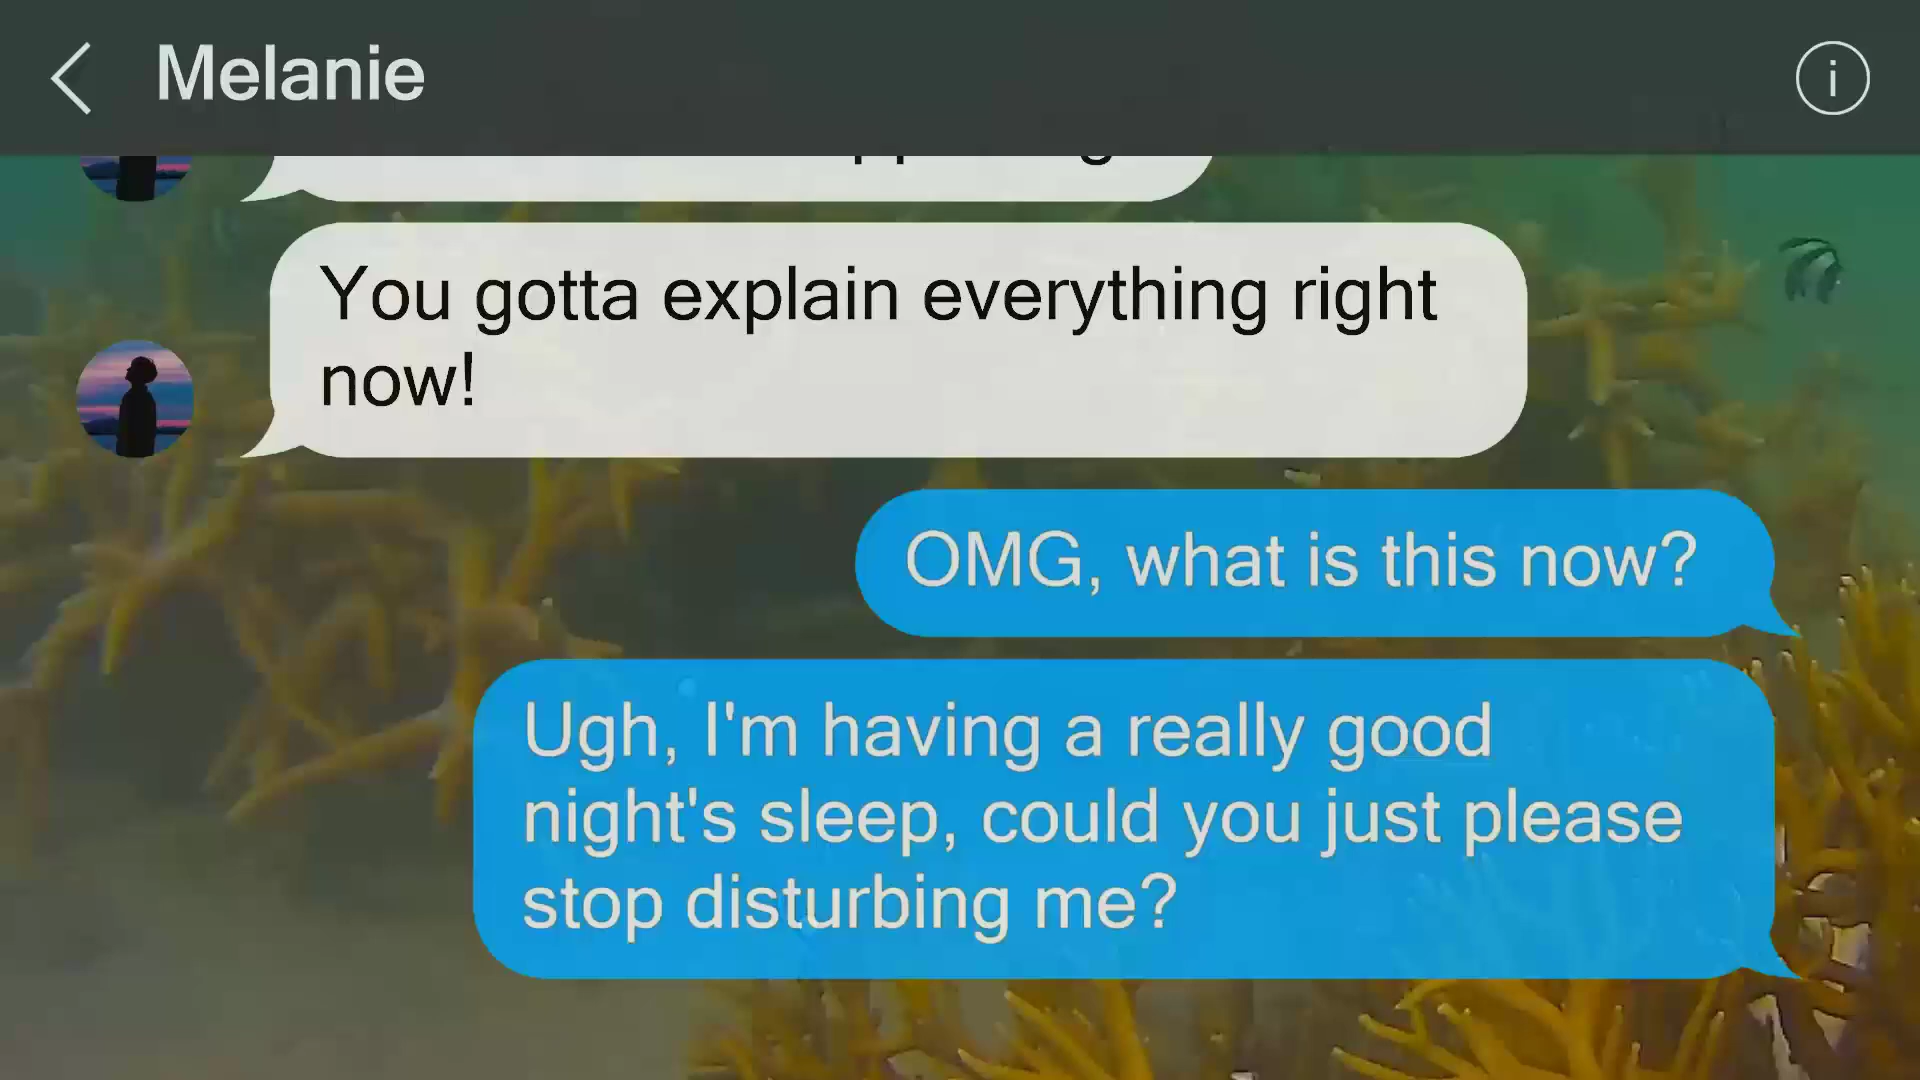 Melanie
You gotta explain everything right
now!
OMG, what is this now?
Ugh, I'm having a really good
night's sleep, could you just please
stop disturbing me?